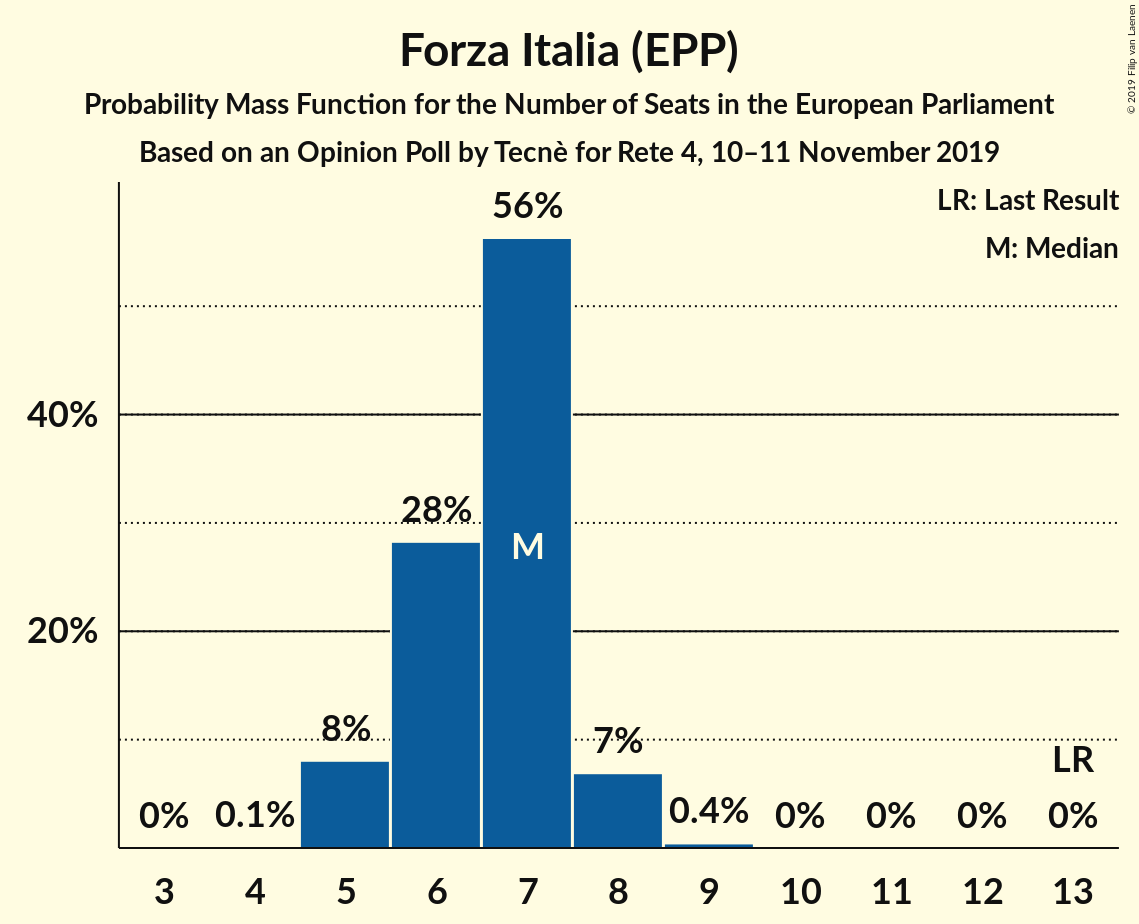 Forza Italia (EPP)
Probability Mass Function for the Number of Seats in the European Parliament
Based on an Opinion Poll by Tecnè for Rete 4, 10–11 November 2019
© 2019 Filip van Laenen
LR: Last Result
M: Median
56%
40%
28%
M
20%
8%
7%
LR
0%
0.1%
0.4%
0%
0%
0%
0%
3 4 5 6 7 8 9 10 11 12 13